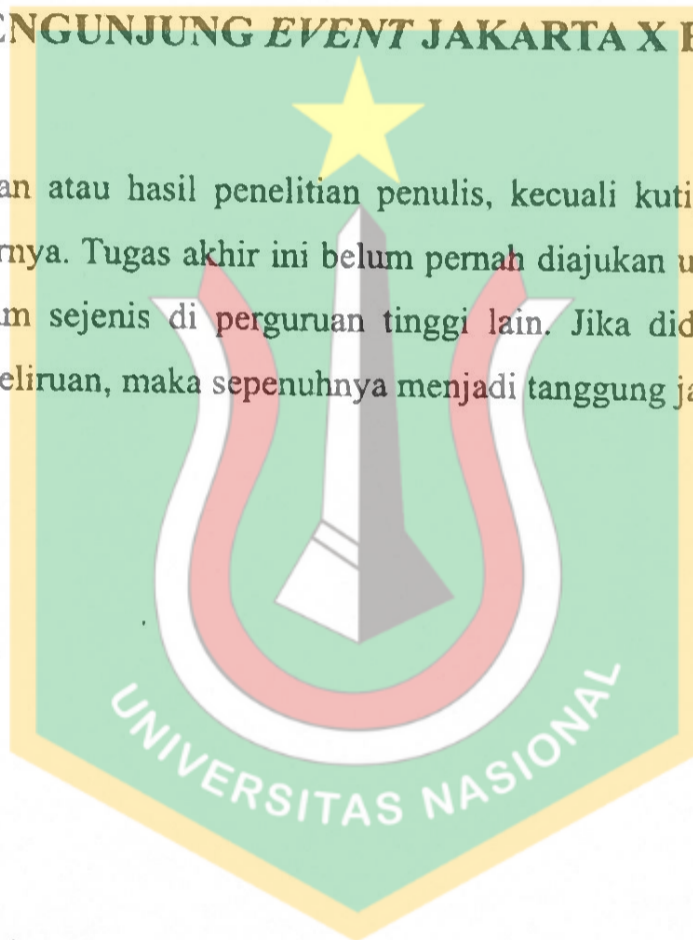 ENGUNJUNG EVENT JAKARTA X
an atau hasil penelitian penulis, kecuali kuti
rnya. Tugas akhir ini belum pernah diajukan u
m sejenis di perguruan tinggi lain. Jika did
eliruan, maka sepenuhnya menjadi tanggung ja
UNIVERSITAS NASIONAL